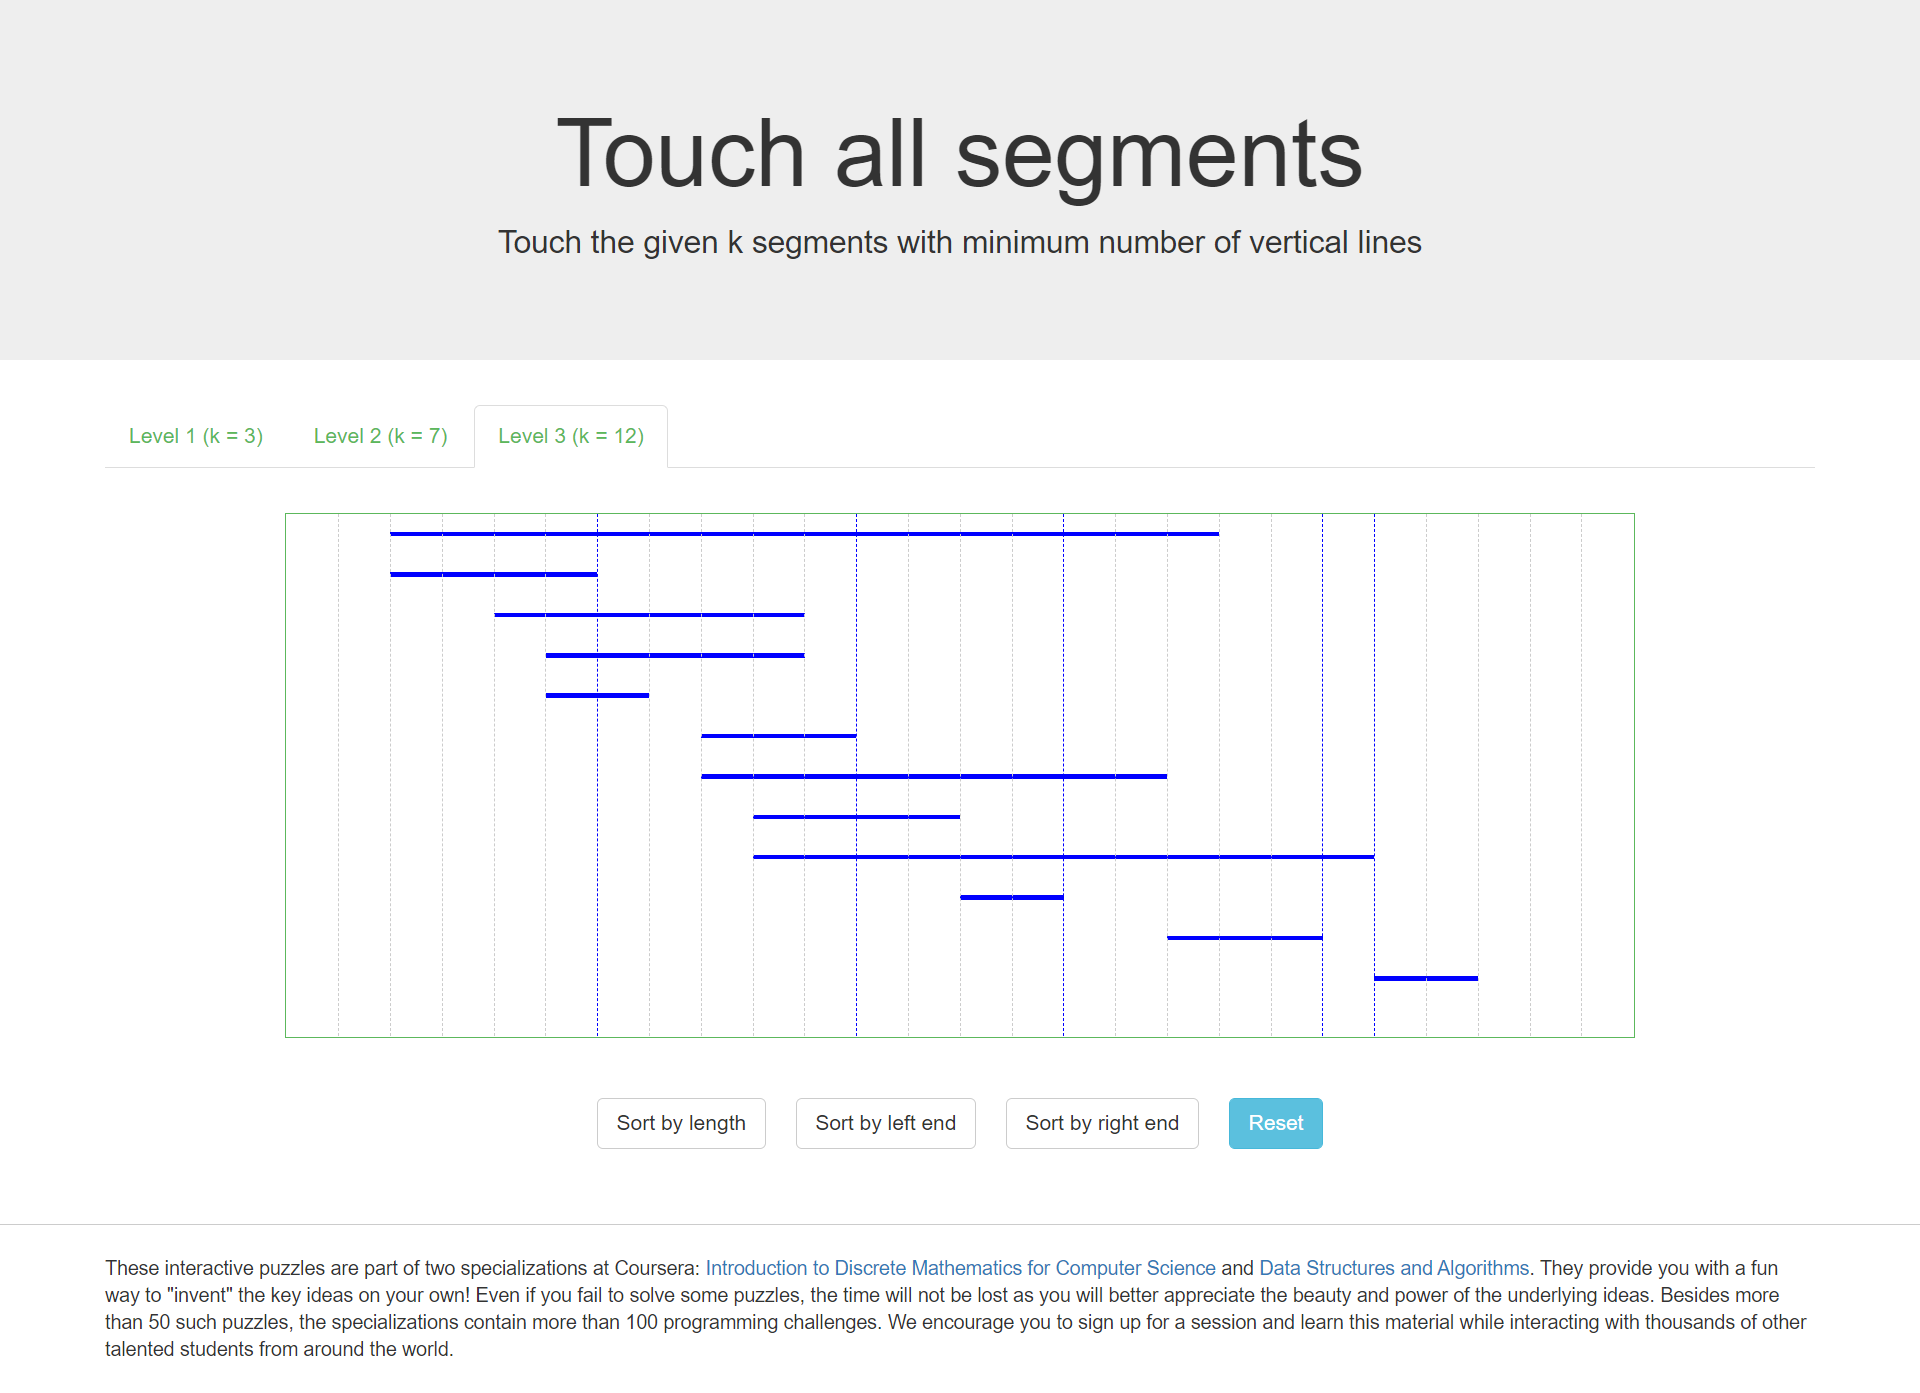 Touch all segments
Touch the given k segments with minimum number of vertical lines
Level 1 (k = 3)
Level 2 (k = 7)
Level 3 (k = 12)
Sort by length
Sort by left end
Sort by right end
Reset
These interactive puzzles are part of two specializations at Coursera: Introduction to Discrete Mathematics for Computer Science and Data Structures and Algorithms. They provide you with a fun
way to "invent" the key ideas on your own! Even if you fail to solve some puzzles, the time will not be lost as you will better appreciate the beauty and power of the underlying ideas. Besides more
than 50 such puzzles, the specializations contain more than 100 programming challenges. We encourage you to sign up for a session and learn this material while interacting with thousands of other
talented students from around the world.